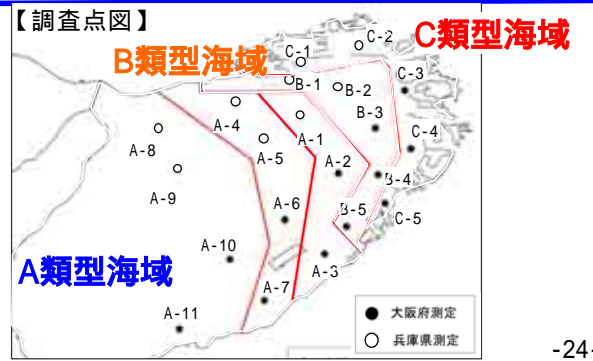 【調査点図】
C類型海域
B類型海域
C-1
C-2
C-3
B-1
B-2
B-3
A-4
A-1
C-4
A-8
A-5
A-2
B-4
A-9
A-6
B-5
C-5
A-10
A-3
A類型海域
A-7
A-11
● 大阪府測定
○ 兵庫県測定
-24-